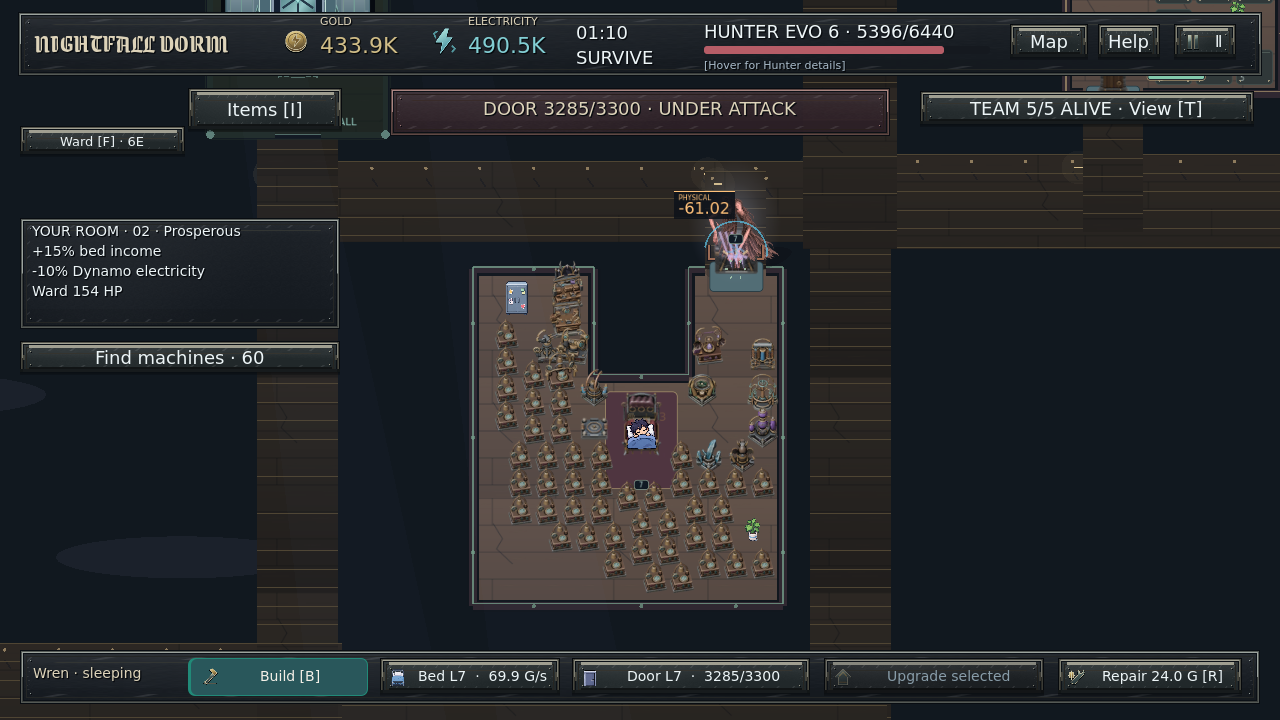 NIGHTFALL DORM
GOLD
433.9K
ELECTRICITY
490.5K
01:10
SURVIVE
HUNTER EVO 6 · 5396/6440
[Hover for Hunter details]
Map
Help
Items [I]
DOOR 3285/3300 · UNDER ATTACK
TEAM 5/5 ALIVE · View [T]
Ward [F] · 6E
PHYSICAL
-61.02
7
YOUR ROOM · 02 · Prosperous
+15% bed income
-10% Dynamo electricity
Ward 154 HP
Find machines · 60
7
Wren · sleeping
Build [B]
Bed L7 · 69.9 G/s
Door L7 · 3285/3300
Upgrade selected
Repair 24.0 G [R]